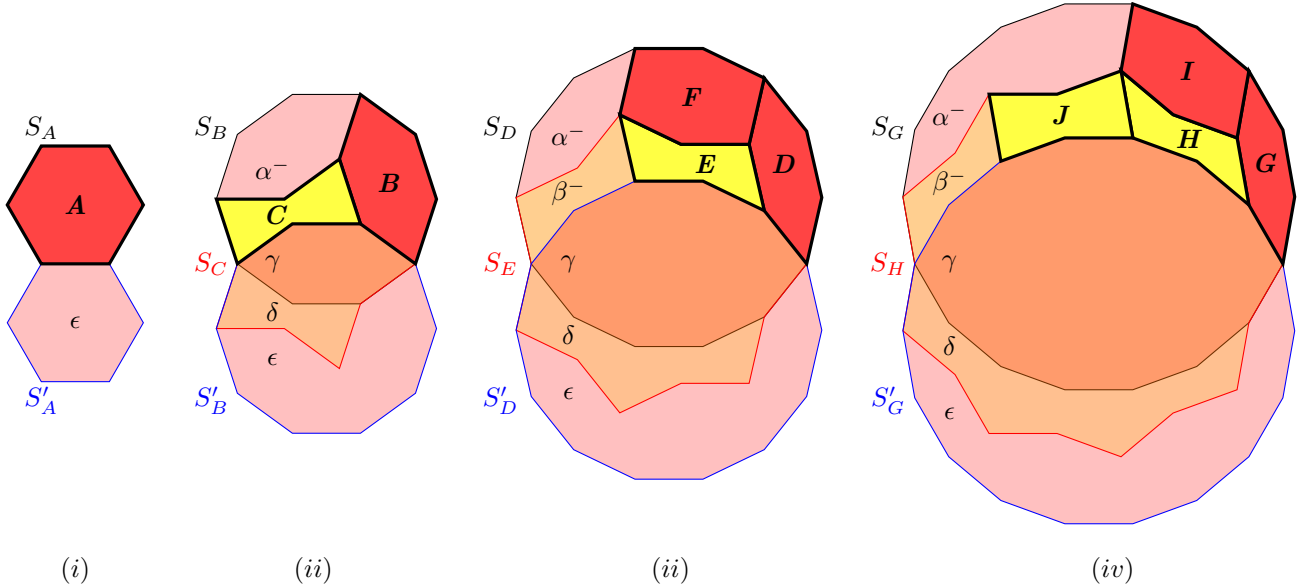 S_A
A
ϵ
S'_A
(i)
S_B
α⁻
B
C
S_C
γ
δ
ϵ
S'_B
(ii)
S_D
α⁻
F
β⁻
E
D
S_E
γ
δ
ϵ
S'_D
(ii)
S_G
α⁻
I
J
H
G
β⁻
S_H
γ
δ
ϵ
S'_G
(iv)